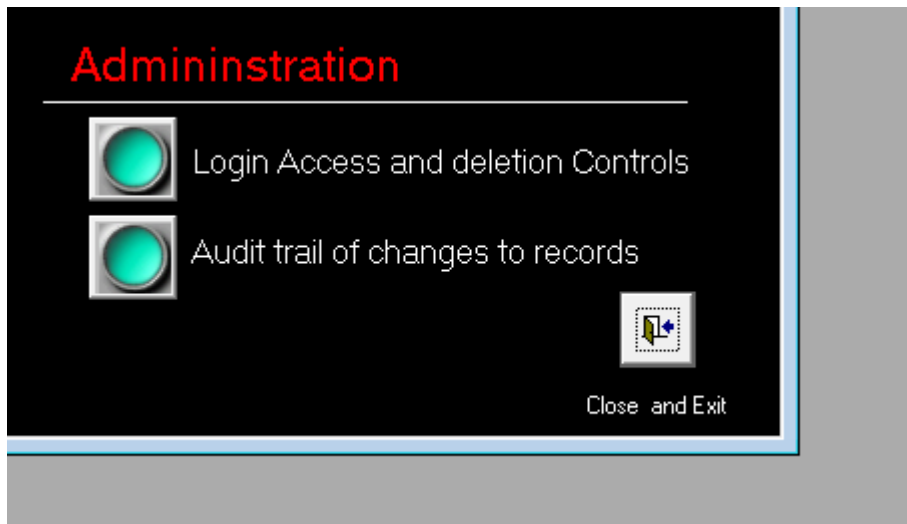 Admininstration
Login Access and deletion Controls
Audit trail of changes to records
Close and Exit